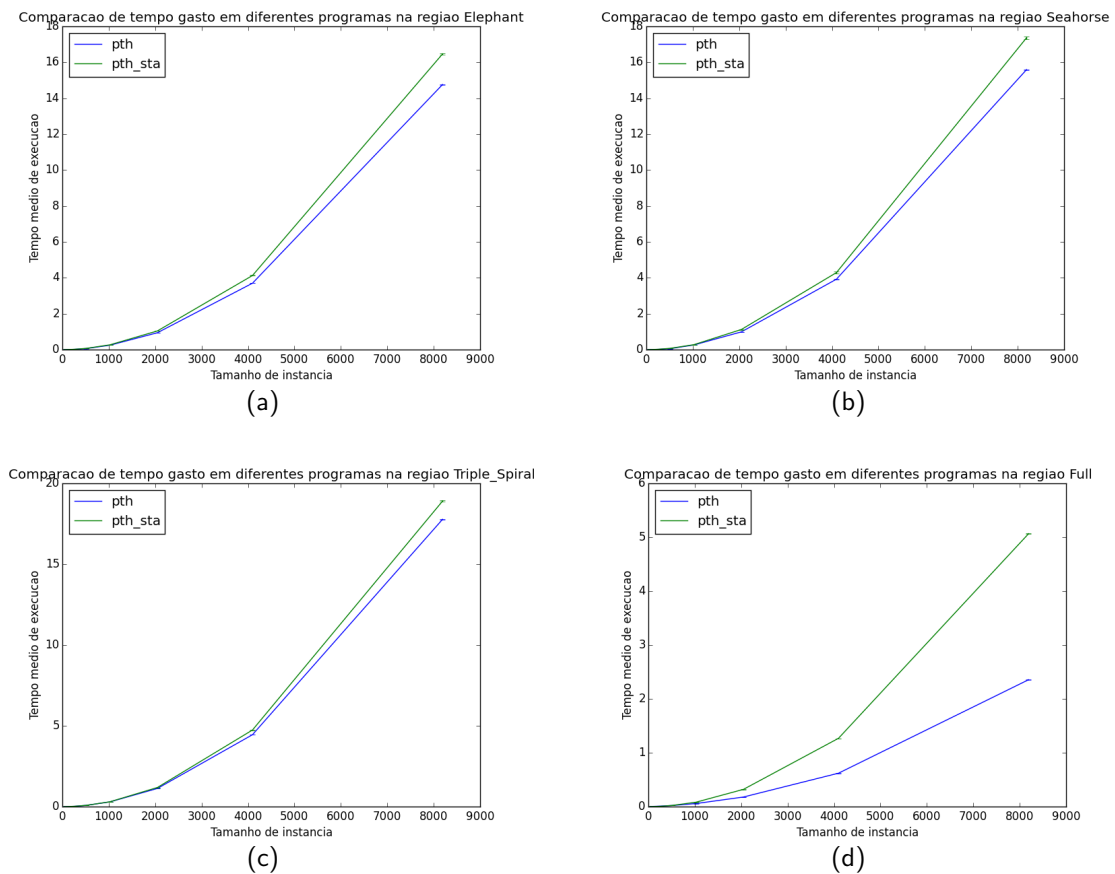 Comparacao de tempo gasto em diferentes programas na regiao Elephant
18
16
14
12
10
8
6
4
2
0
pth
pth_sta
Tempo medio de execucao
0 1000 2000 3000 4000 5000 6000 7000 8000 9000
Tamanho de instancia
(a)
Comparacao de tempo gasto em diferentes programas na regiao Seahorse
18
16
14
12
10
8
6
4
2
0
pth
pth_sta
Tempo medio de execucao
0 1000 2000 3000 4000 5000 6000 7000 8000 9000
Tamanho de instancia
(b)
Comparacao de tempo gasto em diferentes programas na regiao Triple_Spiral
20
15
10
5
0
pth
pth_sta
Tempo medio de execucao
0 1000 2000 3000 4000 5000 6000 7000 8000 9000
Tamanho de instancia
(c)
Comparacao de tempo gasto em diferentes programas na regiao Full
6
5
4
3
2
1
0
pth
pth_sta
Tempo medio de execucao
0 1000 2000 3000 4000 5000 6000 7000 8000 9000
Tamanho de instancia
(d)